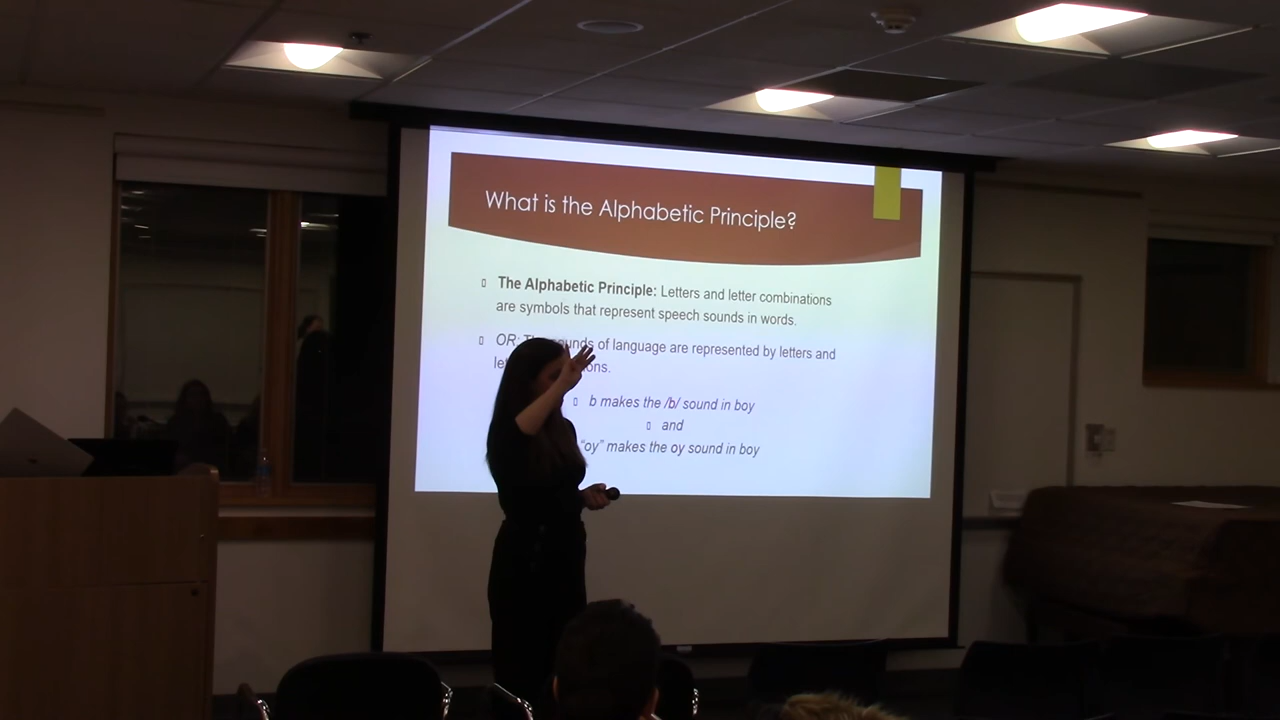 What is the Alphabetic Principle?
▯ The Alphabetic Principle: Letters and letter combinations
are symbols that represent speech sounds in words.
▯ OR: sounds of language are represented by letters and
▯ b makes the /b/ sound in boy
▯ and
"oy" makes the oy sound in boy